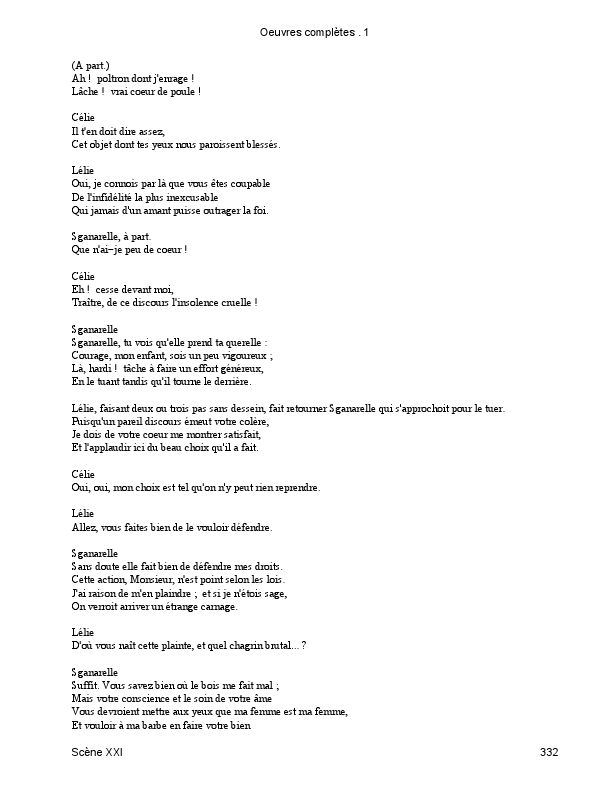 Oeuvres complètes . 1
(A part.)
Ah !  poltron dont j'enrage !
Lâche !  vrai coeur de poule !
Célie
Il t'en doit dire assez,
Cet objet dont tes yeux nous paroissent blessés.
Lélie
Oui, je connois par là que vous êtes coupable
De l'infidélité la plus inexcusable
Qui jamais d'un amant puisse outrager la foi.
Sganarelle, à part.
Que n'ai-je peu de coeur !
Célie
Eh !  cesse devant moi,
Traître, de ce discours l'insolence cruelle !
Sganarelle
Sganarelle, tu vois qu'elle prend ta querelle :
Courage, mon enfant, sois un peu vigoureux ;
Là, hardi !  tâche à faire un effort généreux,
En le tuant tandis qu'il tourne le derrière.
Lélie, faisant deux ou trois pas sans dessein, fait retourner Sganarelle qui s'approchoit pour le tuer.
Puisqu'un pareil discours émeut votre colère,
Je dois de votre coeur me montrer satisfait,
Et l'applaudir ici du beau choix qu'il a fait.
Célie
Oui, oui, mon choix est tel qu'on n'y peut rien reprendre.
Lélie
Allez, vous faites bien de le vouloir défendre.
Sganarelle
Sans doute elle fait bien de défendre mes droits.
Cette action, Monsieur, n'est point selon les lois.
J'ai raison de m'en plaindre ;  et si je n'étois sage,
On verroit arriver un étrange carnage.
Lélie
D'où vous naît cette plainte, et quel chagrin brutal... ?
Sganarelle
Suffit. Vous savez bien où le bois me fait mal ;
Mais votre conscience et le soin de votre âme
Vous devroient mettre aux yeux que ma femme est ma femme,
Et vouloir à ma barbe en faire votre bien
Scène XXI
332